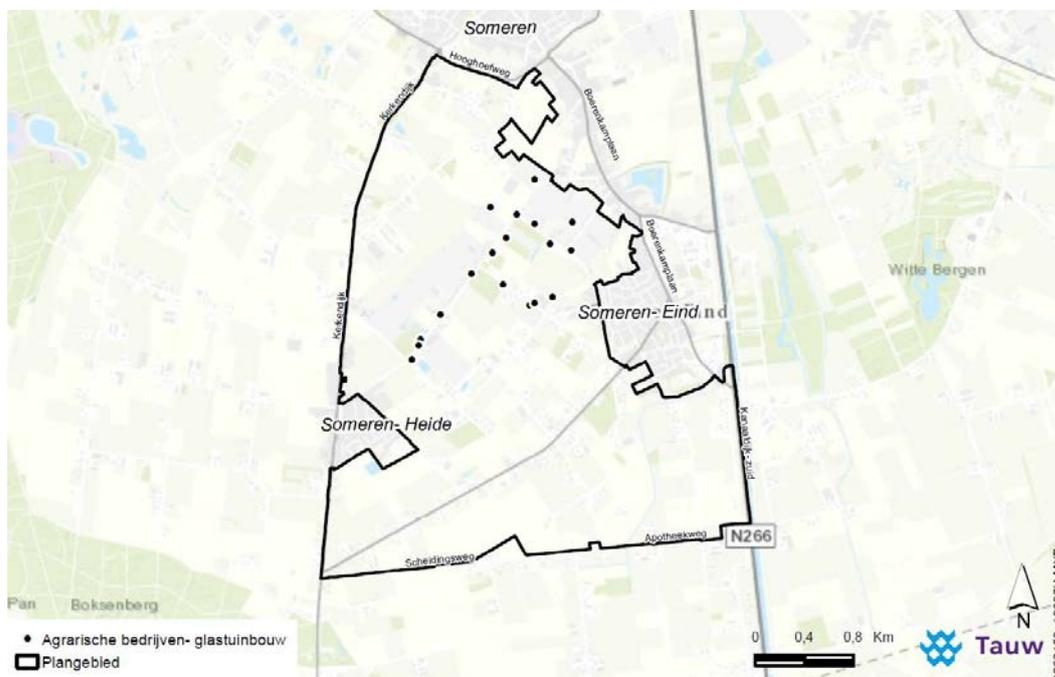 Someren
Hooghoefweg
Kerkendijk
Boerenkamplaan
Boerenkamplaan
Witte Bergen
Kerkendijk
Someren- Eind
Someren- Heide
Kanaaldijk-zuid
N266
Apotheekweg
Scheidingsweg
Pan Boksenberg
N
Agrarische bedrijven- glastuinbouw
Plangebied
0 0,4 0,8 Km
Tauw